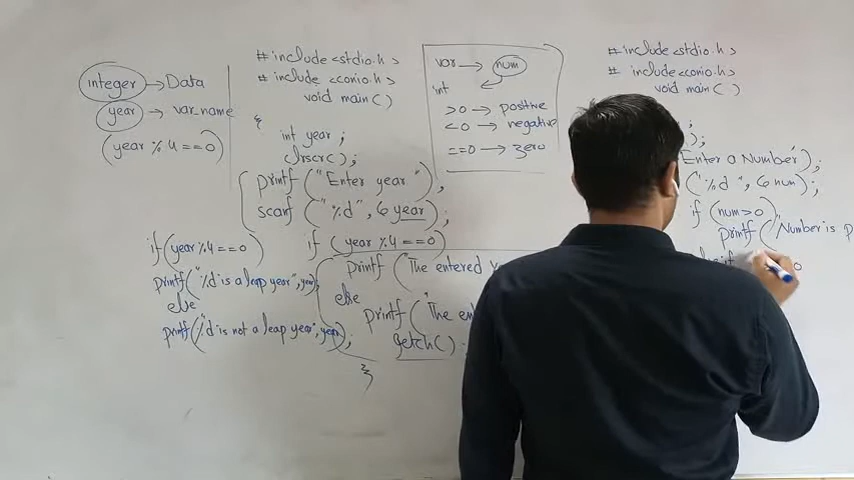 integer → Data
year → var_name
(year % 4 == 0)
if (year % 4 == 0)
printf("%d is a leap year", year);
else
printf("%d is not a leap year", year);
#include <stdio.h>
#include <conio.h>
void main()
{
int year;
clrscr();
printf("Enter year");
scanf("%d", &year);
if (year % 4 == 0)
printf("The entered
else
printf("The
getch()
}
var → num
int
>0 → positive
<0 → negative
==0 → zero
#include <stdio.h>
# include <conio.h>
void main()
;
);
Enter a Number");
("%d", &num);
if (num>0)
printf("Number is
0